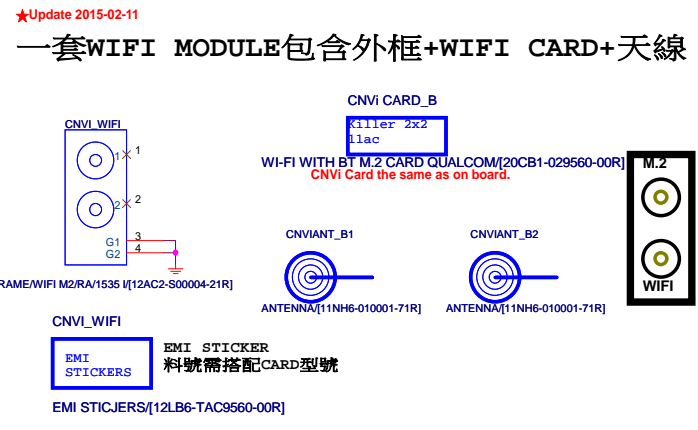 ★Update 2015-02-11
一套WIFI MODULE包含外框+WIFI CARD+天線
CNVi CARD_B
Killer 2x2
11ac
WI-FI WITH BT M.2 CARD QUALCOM/[20CB1-029560-00R]
CNVi Card the same as on board.
CNVI_WIFI
1 1
2 2
G1 3
G2 4
RAME/WIFI M2/RA/1535 I/[12AC2-S00004-21R]
CNVIANT_B1
ANTENNA/[11NH6-010001-71R]
CNVIANT_B2
ANTENNA/[11NH6-010001-71R]
M.2
WIFI
CNVI_WIFI
EMI
STICKERS
EMI STICKER
料號需搭配CARD型號
EMI STICJERS/[12LB6-TAC9560-00R]